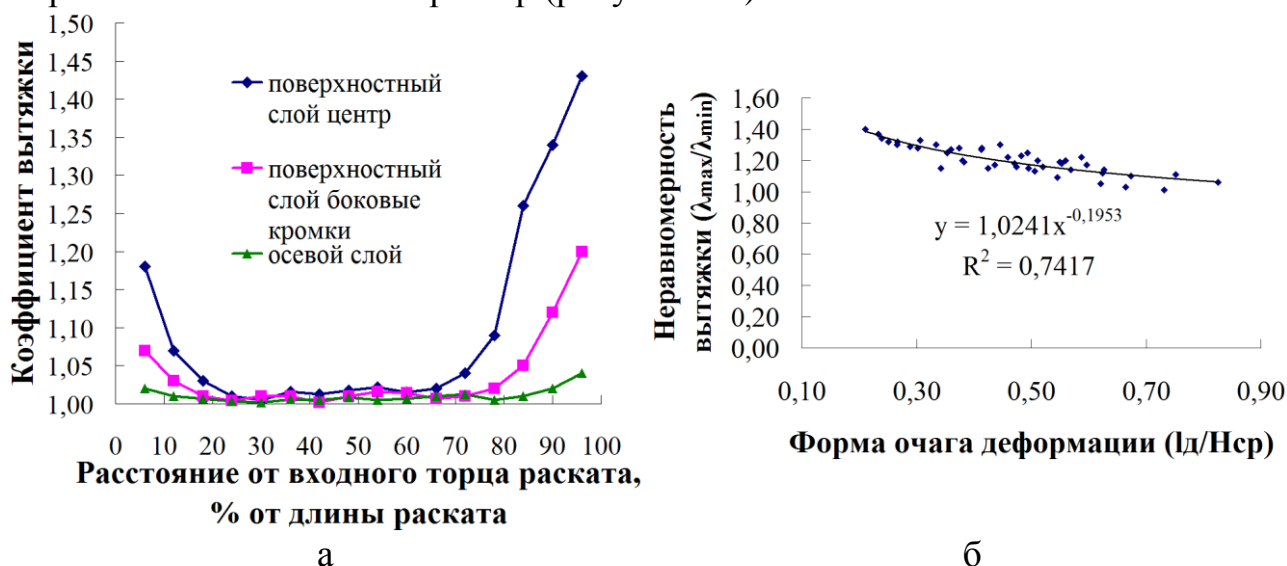 1,50
1,45
1,40
1,35
1,30
1,25
1,20
1,15
1,10
1,05
1,00
Коэффициент вытяжки
поверхностный
слой центр
поверхностный
слой боковые
кромки
осевой слой
0 10 20 30 40 50 60 70 80 90 100
Расстояние от входного торца раската,
% от длины раската
а
Неравномерность
вытяжки (λmax/λmin)
1,60
1,40
1,20
1,00
0,80
0,60
0,40
0,20
0,00
y = 1,0241x^-0,1953
R² = 0,7417
0,10 0,30 0,50 0,70 0,90
Форма очага деформации (lд/Hср)
б